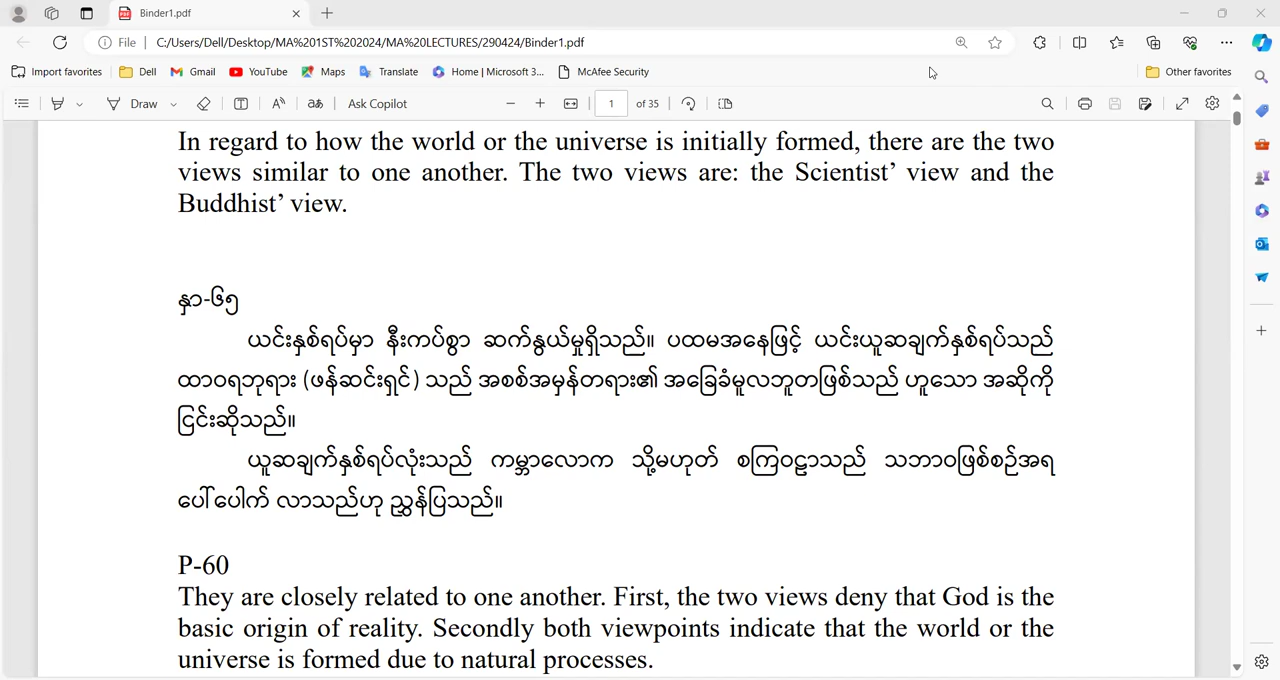 Binder1.pdf
File C:/Users/Dell/Desktop/MA%201ST%202024/MA%20LECTURES/290424/Binder1.pdf
Import favorites Dell Gmail YouTube Maps Translate Home | Microsoft 3... McAfee Security Other favorites
Draw Ask Copilot 1 of 35
In regard to how the world or the universe is initially formed, there are the two
views similar to one another. The two views are: the Scientist’ view and the
Buddhist’ view.
နှာ-၆၅
ယင်းနှစ်ရပ်မှာ နီးကပ်စွာ ဆက်နွယ်မှုရှိသည်။ ပထမအနေဖြင့် ယင်းယူဆချက်နှစ်ရပ်သည်
ထာဝရဘုရား (ဖန်ဆင်းရှင်) သည် အစစ်အမှန်တရား၏ အခြေခံမူလဘူတဖြစ်သည် ဟူသော အဆိုကို
ငြင်းဆိုသည်။
ယူဆချက်နှစ်ရပ်လုံးသည် ကမ္ဘာလောက သို့မဟုတ် စကြဝဠာသည် သဘာဝဖြစ်စဉ်အရ
ပေါ်ပေါက် လာသည်ဟု ညွှန်ပြသည်။
P-60
They are closely related to one another. First, the two views deny that God is the
basic origin of reality. Secondly both viewpoints indicate that the world or the
universe is formed due to natural processes.